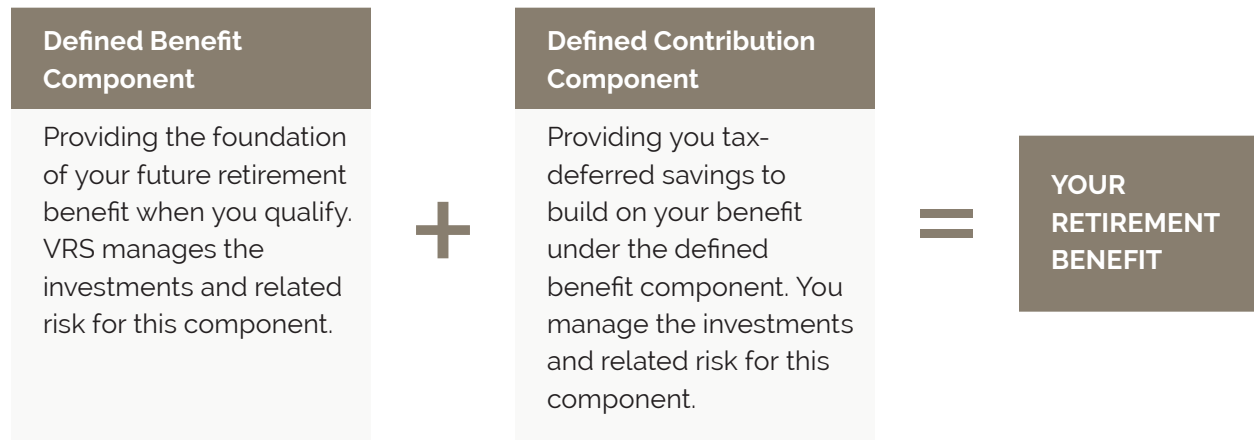 Defined Benefit
Component
Providing the foundation
of your future retirement
benefit when you qualify.
VRS manages the
investments and related
risk for this component.
+
Defined Contribution
Component
Providing you tax-
deferred savings to
build on your benefit
under the defined
benefit component. You
manage the investments
and related risk for this
component.
=
YOUR
RETIREMENT
BENEFIT